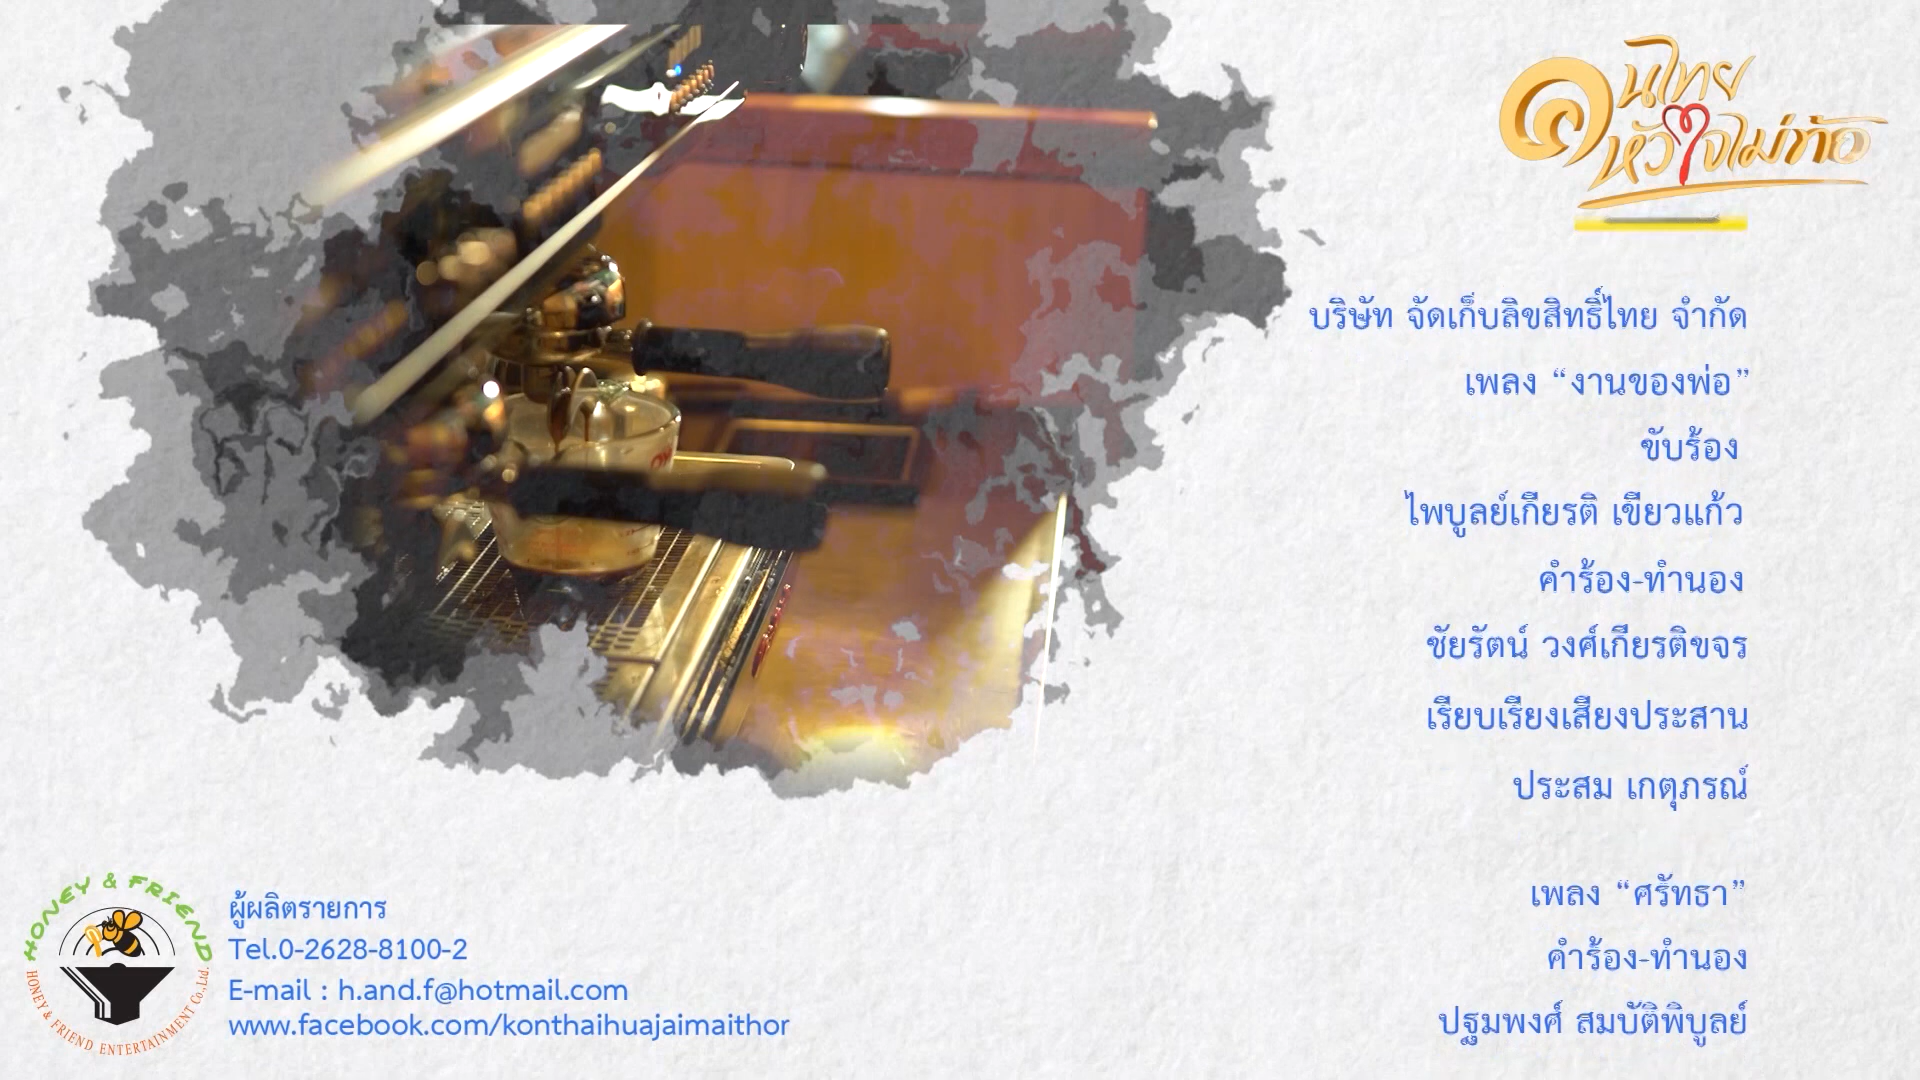 คนไทย
หัวใจไม่ท้อ
บริษัท จัดเก็บลิขสิทธิ์ไทย จำกัด
เพลง “งานของพ่อ”
ขับร้อง
ไพบูลย์เกียรติ เขียวแก้ว
คำร้อง-ทำนอง
ชัยรัตน์ วงศ์เกียรติขจร
เรียบเรียงเสียงประสาน
ประสม เกตุภรณ์
เพลง “ศรัทธา”
คำร้อง-ทำนอง
ปฐมพงศ์ สมบัติพิบูลย์
HONEY & FRIEND
HONEY & FRIEND ENTERTAINMENT Co.,Ltd.
ผู้ผลิตรายการ
Tel.0-2628-8100-2
E-mail : h.and.f@hotmail.com
www.facebook.com/konthaihuajaimaithor